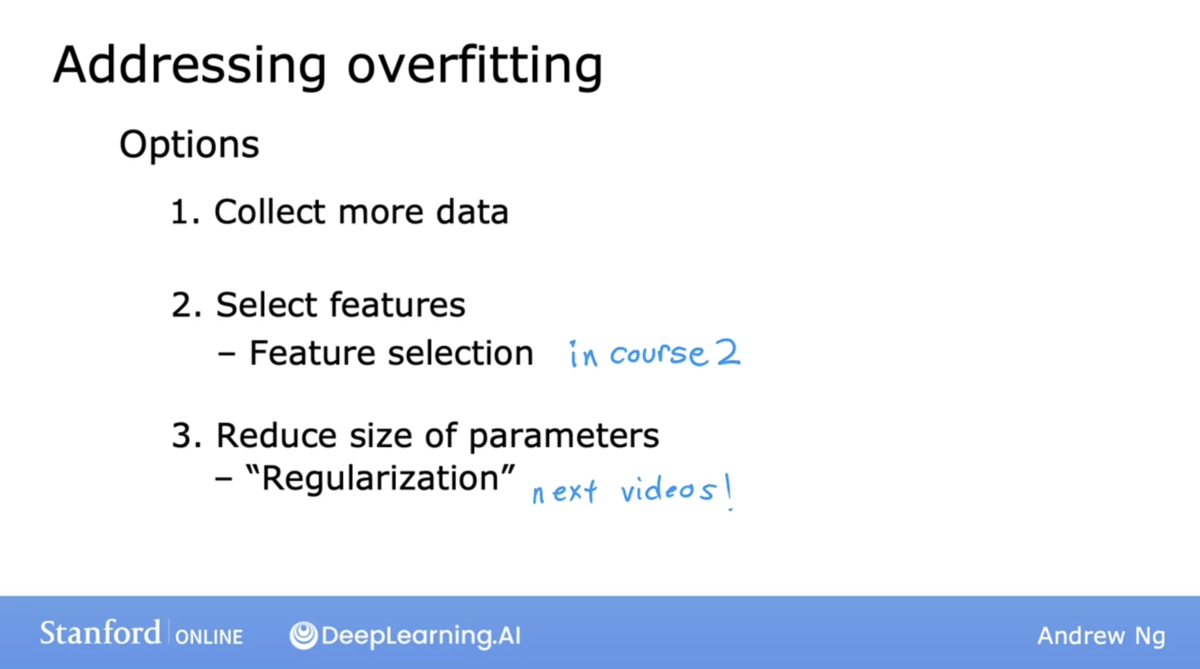 Addressing overfitting
Options
1. Collect more data
2. Select features
– Feature selection in course 2
3. Reduce size of parameters
– “Regularization” next videos!
Stanford ONLINE DeepLearning.AI Andrew Ng